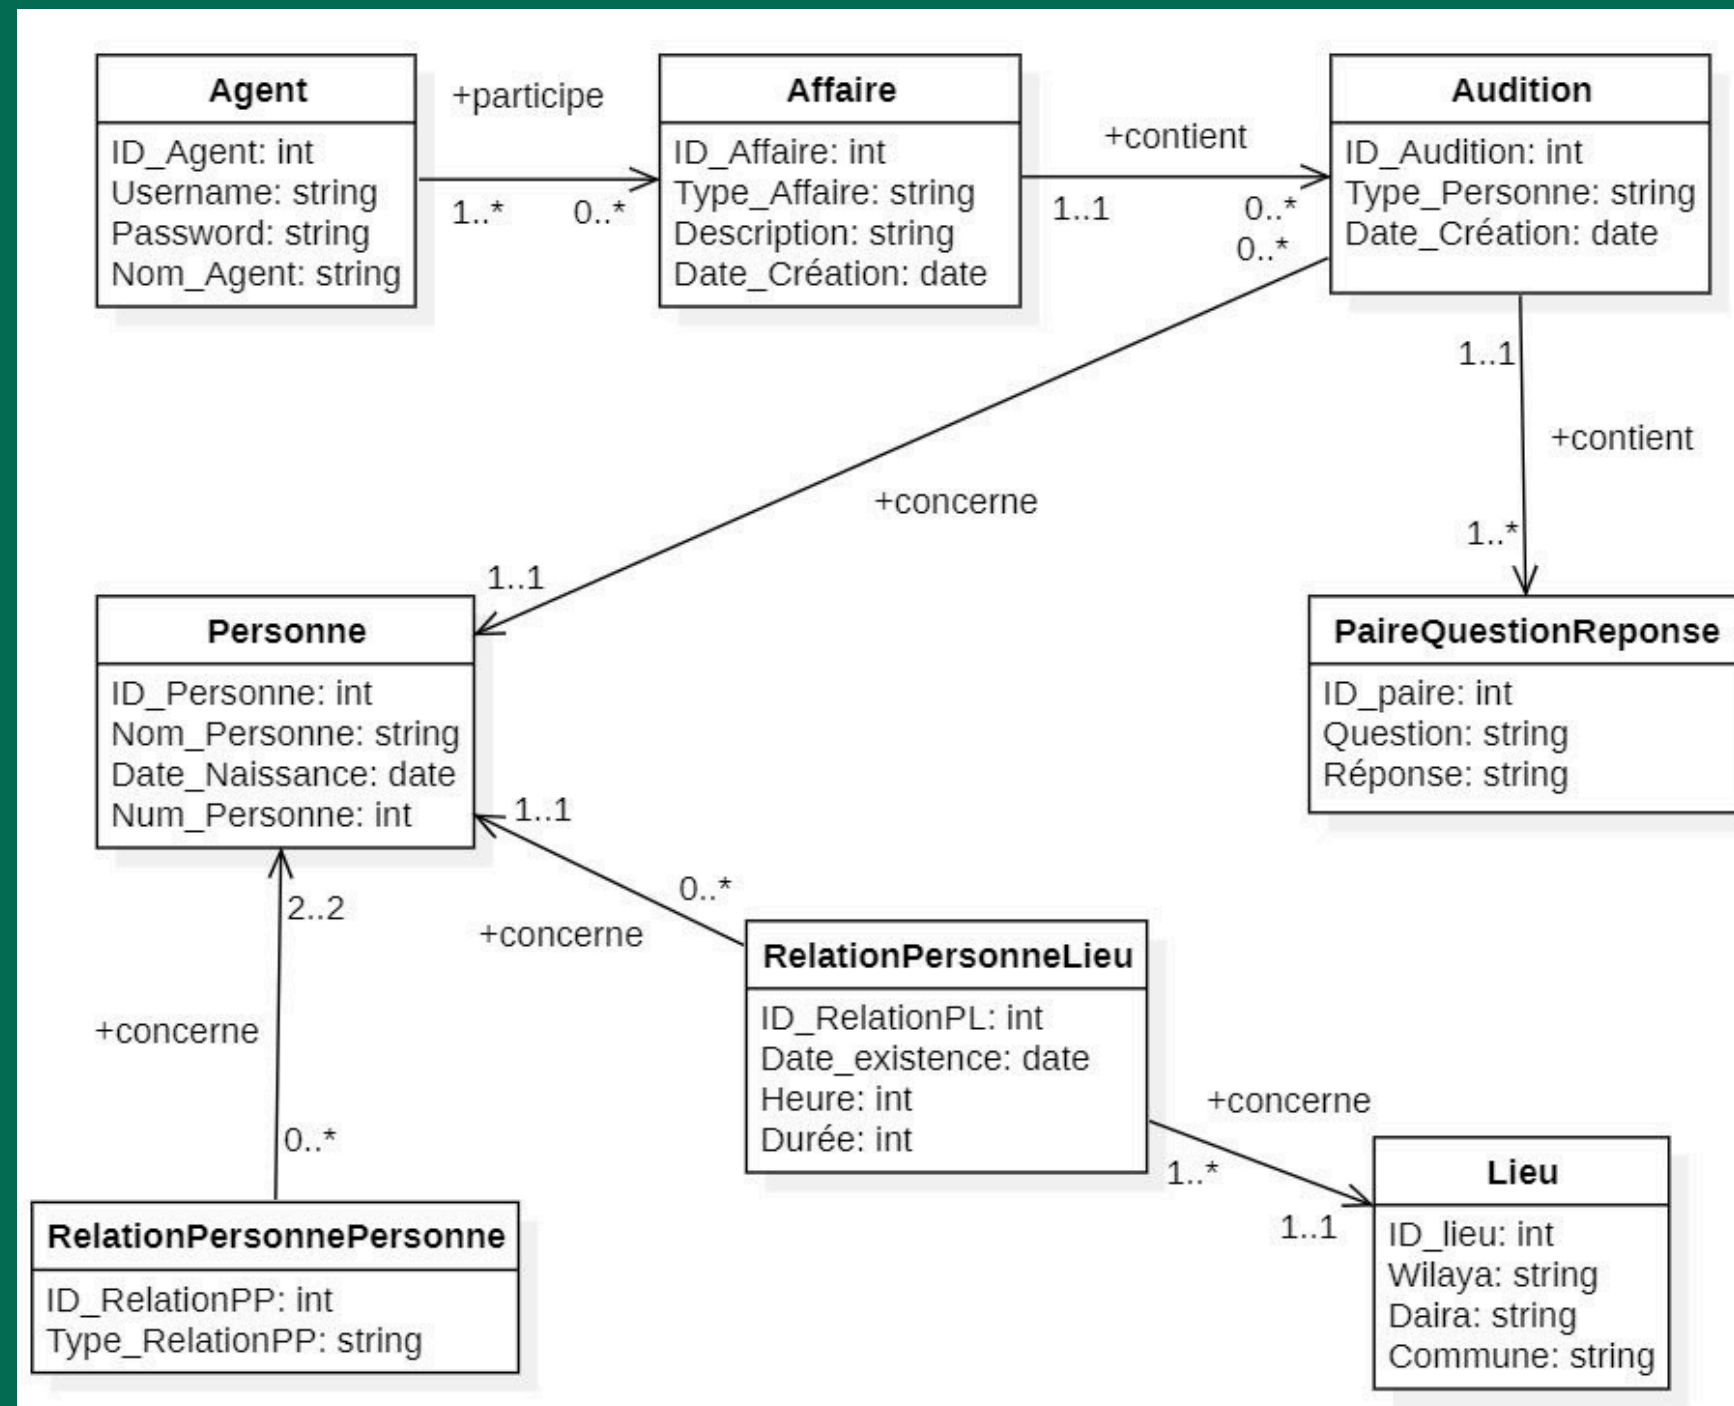 Agent
ID_Agent: int
Username: string
Password: string
Nom_Agent: string
+participe
1..*
0..*
Affaire
ID_Affaire: int
Type_Affaire: string
Description: string
Date_Création: date
+contient
1..1
0..*
0..*
Audition
ID_Audition: int
Type_Personne: string
Date_Création: date
1..1
+contient
1..*
+concerne
1..1
Personne
ID_Personne: int
Nom_Personne: string
Date_Naissance: date
Num_Personne: int
PaireQuestionReponse
ID_paire: int
Question: string
Réponse: string
1..1
0..*
+concerne
2..2
+concerne
0..*
RelationPersonneLieu
ID_RelationPL: int
Date_existence: date
Heure: int
Durée: int
+concerne
1..*
1..1
Lieu
ID_lieu: int
Wilaya: string
Daira: string
Commune: string
RelationPersonnePersonne
ID_RelationPP: int
Type_RelationPP: string